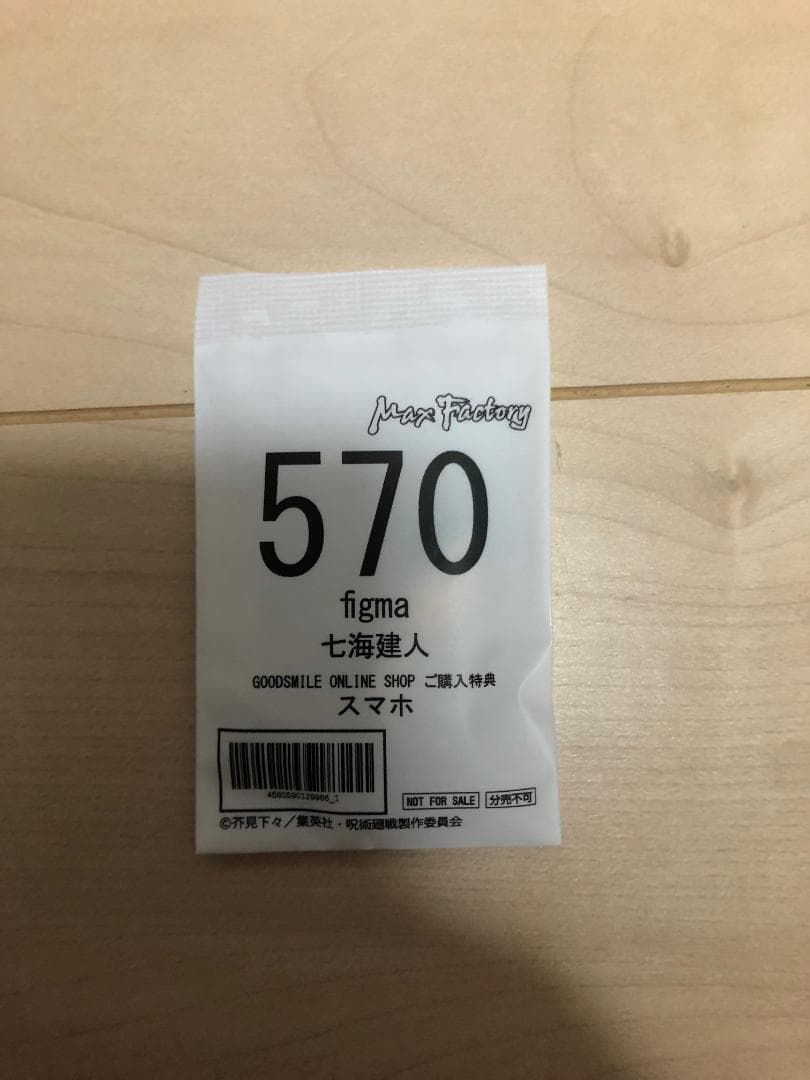 Max Factory
570
figma
七海建人
GOODSMILE ONLINE SHOP ご購入特典
スマホ
4580590129986_1
NOT FOR SALE 分売不可
©芥見下々／集英社・呪術廻戦製作委員会